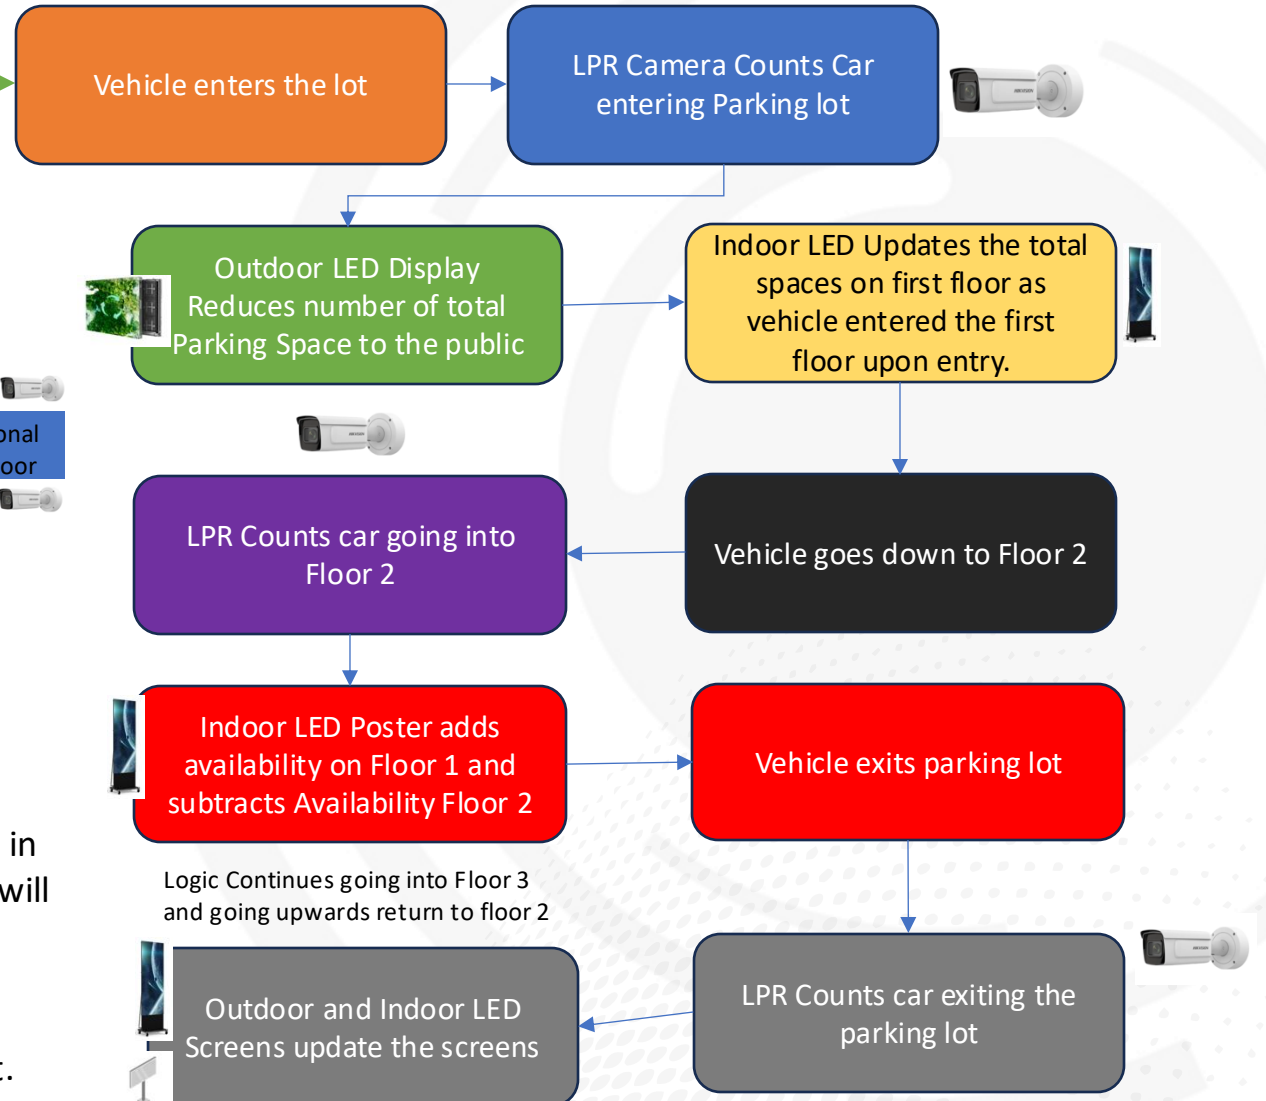 Vehicle enters the lot
LPR Camera Counts Car
entering Parking lot
Outdoor LED Display
Reduces number of total
Parking Space to the public
Indoor LED Updates the total
spaces on first floor as
vehicle entered the first
floor upon entry.
onal
oor
LPR Counts car going into
Floor 2
Vehicle goes down to Floor 2
Indoor LED Poster adds
availability on Floor 1 and
subtracts Availability Floor 2
Vehicle exits parking lot
in
will
Logic Continues going into Floor 3
and going upwards return to floor 2
Outdoor and Indoor LED
Screens update the screens
LPR Counts car exiting the
parking lot
t.